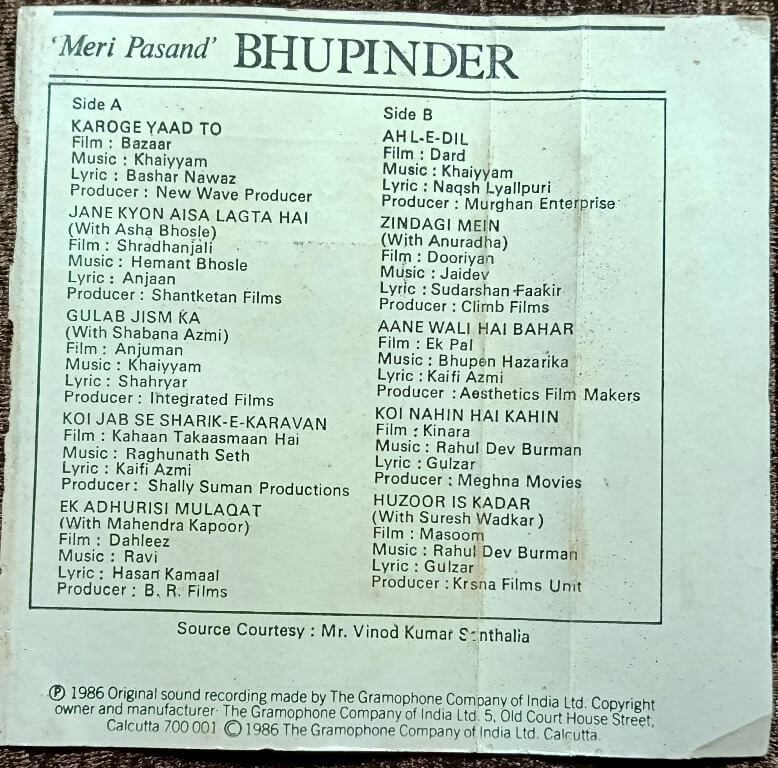 'Meri Pasand' BHUPINDER
Side A
KAROGE YAAD TO
Film : Bazaar
Music : Khaiyyam
Lyric : Bashar Nawaz
Producer : New Wave Producer
JANE KYON AISA LAGTA HAI
(With Asha Bhosle)
Film : Shradhanjali
Music : Hemant Bhosle
Lyric : Anjaan
Producer : Shantketan Films
GULAB JISM KA
(With Shabana Azmi)
Film : Anjuman
Music : Khaiyyam
Lyric : Shahryar
Producer : Integrated Films
KOI JAB SE SHARIK-E-KARAVAN
Film : Kahaan Takaasmaan Hai
Music : Raghunath Seth
Lyric : Kaifi Azmi
Producer : Shally Suman Productions
EK ADHURISI MULAQAT
(With Mahendra Kapoor)
Film : Dahleez
Music : Ravi
Lyric : Hasan Kamaal
Producer : B. R. Films
Side B
AHL-E-DIL
Film : Dard
Music : Khaiyyam
Lyric : Naqsh Lyallpuri
Producer : Murghan Enterprise
ZINDAGI MEIN
(With Anuradha)
Film : Dooriyan
Music : Jaidev
Lyric : Sudarshan Faakir
Producer : Climb Films
AANE WALI HAI BAHAR
Film : Ek Pal
Music : Bhupen Hazarika
Lyric : Kaifi Azmi
Producer : Aesthetics Film Makers
KOI NAHIN HAI KAHIN
Film : Kinara
Music : Rahul Dev Burman
Lyric : Gulzar
Producer : Meghna Movies
HUZOOR IS KADAR
(With Suresh Wadkar)
Film : Masoom
Music : Rahul Dev Burman
Lyric : Gulzar
Producer : Krsna Films Unit
Source Courtesy : Mr. Vinod Kumar
℗ 1986 Original sound recording made by The Gramophone Company of India Ltd. Copyright
owner and manufacturer: The Gramophone Company of India Ltd. 5, Old Court House Street,
Calcutta 700 001 © 1986 The Gramophone Company of India Ltd. Calcutta.